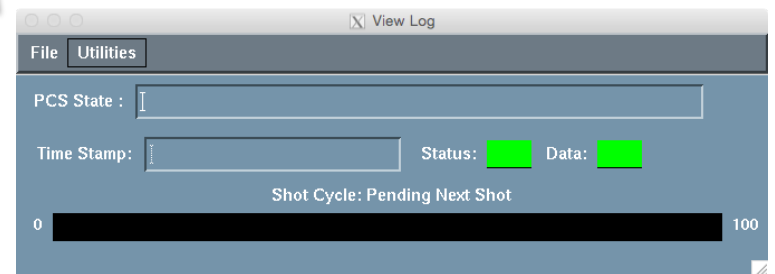 View Log
File Utilities
PCS State :
Time Stamp: Status: Data:
Shot Cycle: Pending Next Shot
0 100